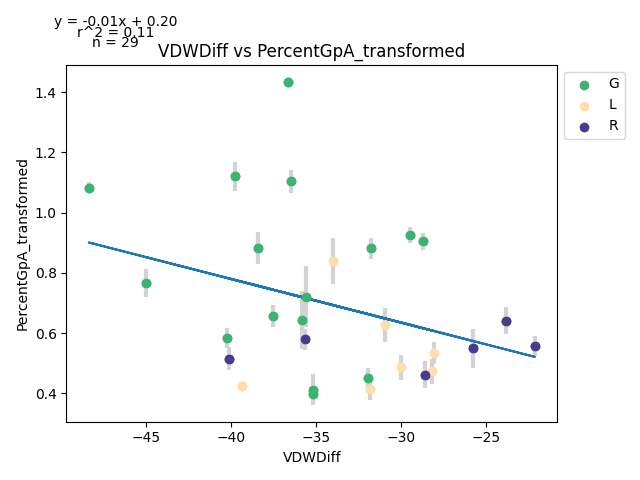 y = -0.01x + 0.20
r^2 = 0.11
n = 29
VDWDiff vs PercentGpA_transformed
G
L
R
PercentGpA_transformed
1.4
1.2
1.0
0.8
0.6
0.4
−45
−40
−35
−30
−25
VDWDiff